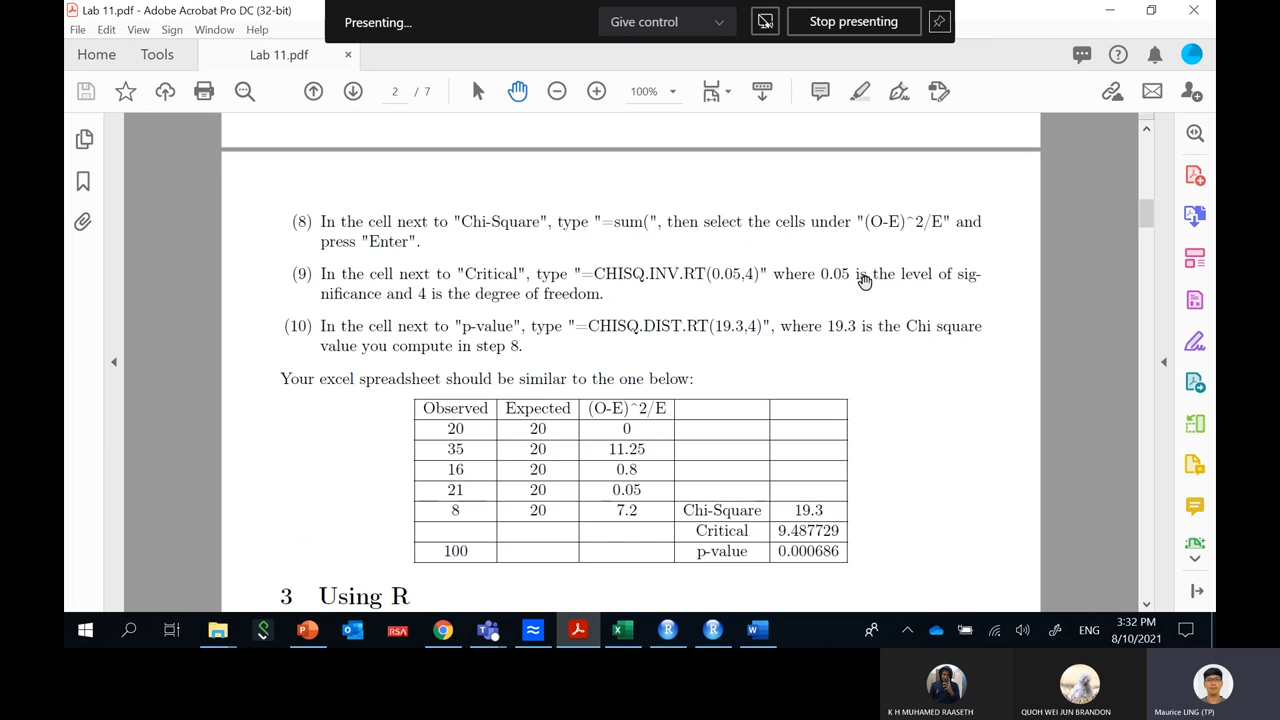 Lab 11.pdf - Adobe Acrobat Pro DC (32-bit)
Presenting...
Give control
Stop presenting
File Edit View Sign Window Help
Home Tools Lab 11.pdf ×
2 / 7 100%
(8) In the cell next to "Chi-Square", type "=sum(", then select the cells under "(O-E)^2/E" and
press "Enter".
(9) In the cell next to "Critical", type "=CHISQ.INV.RT(0.05,4)" where 0.05 is the level of sig-
nificance and 4 is the degree of freedom.
(10) In the cell next to "p-value", type "=CHISQ.DIST.RT(19.3,4)", where 19.3 is the Chi square
value you compute in step 8.
Your excel spreadsheet should be similar to the one below:
Observed Expected (O-E)^2/E
20 20 0
35 20 11.25
16 20 0.8
21 20 0.05
8 20 7.2 Chi-Square 19.3
Critical 9.487729
100 p-value 0.000686
3 Using R
RSA
ENG
3:32 PM
8/10/2021
K H MUHAMED RAASETH
QUOH WEI JUN BRANDON
Maurice LING (TP)